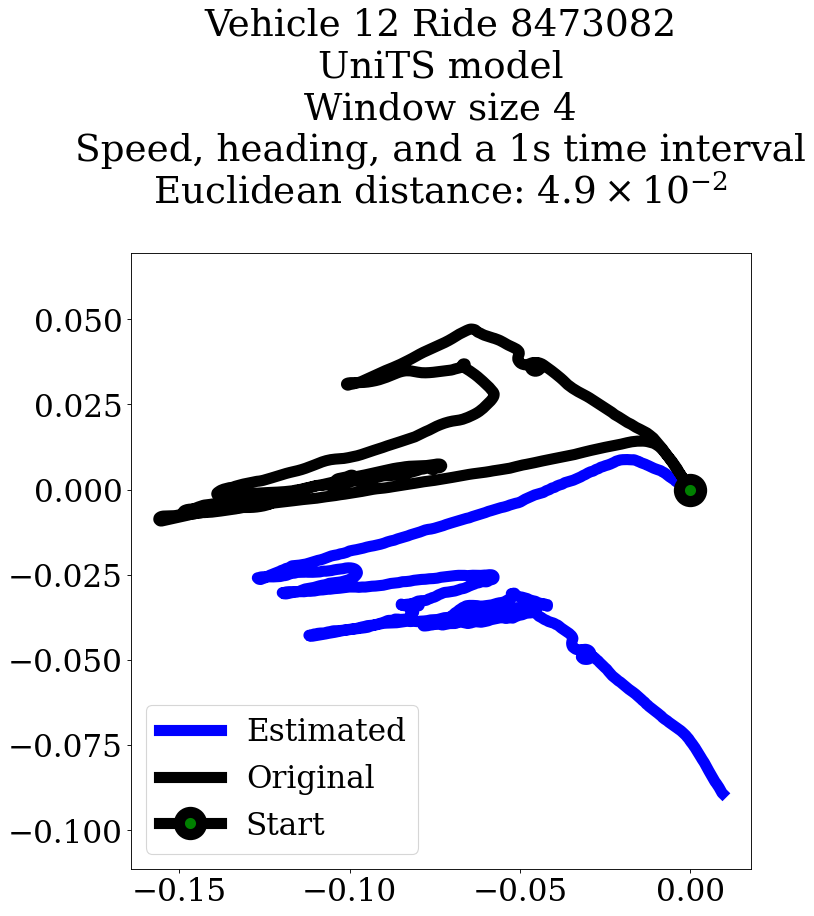 Vehicle 12 Ride 8473082
UniTS model
Window size 4
Speed, heading, and a 1s time interval
Euclidean distance: 4.9 × 10⁻²
0.050
0.025
0.000
−0.025
−0.050
−0.075
−0.100
Estimated
Original
Start
−0.15
−0.10
−0.05
0.00